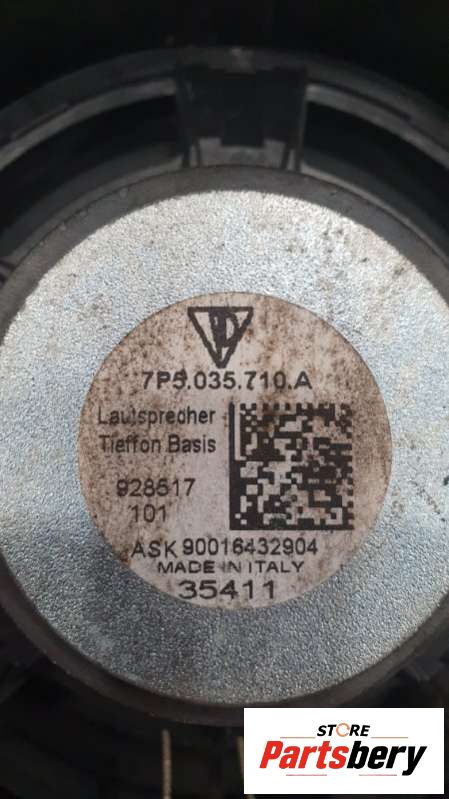 7P5.035.710.A
Lautsprecher
Tieffon Basis
928517
101
ASK 90016432904
MADE IN ITALY
35411
STORE
Partsbery